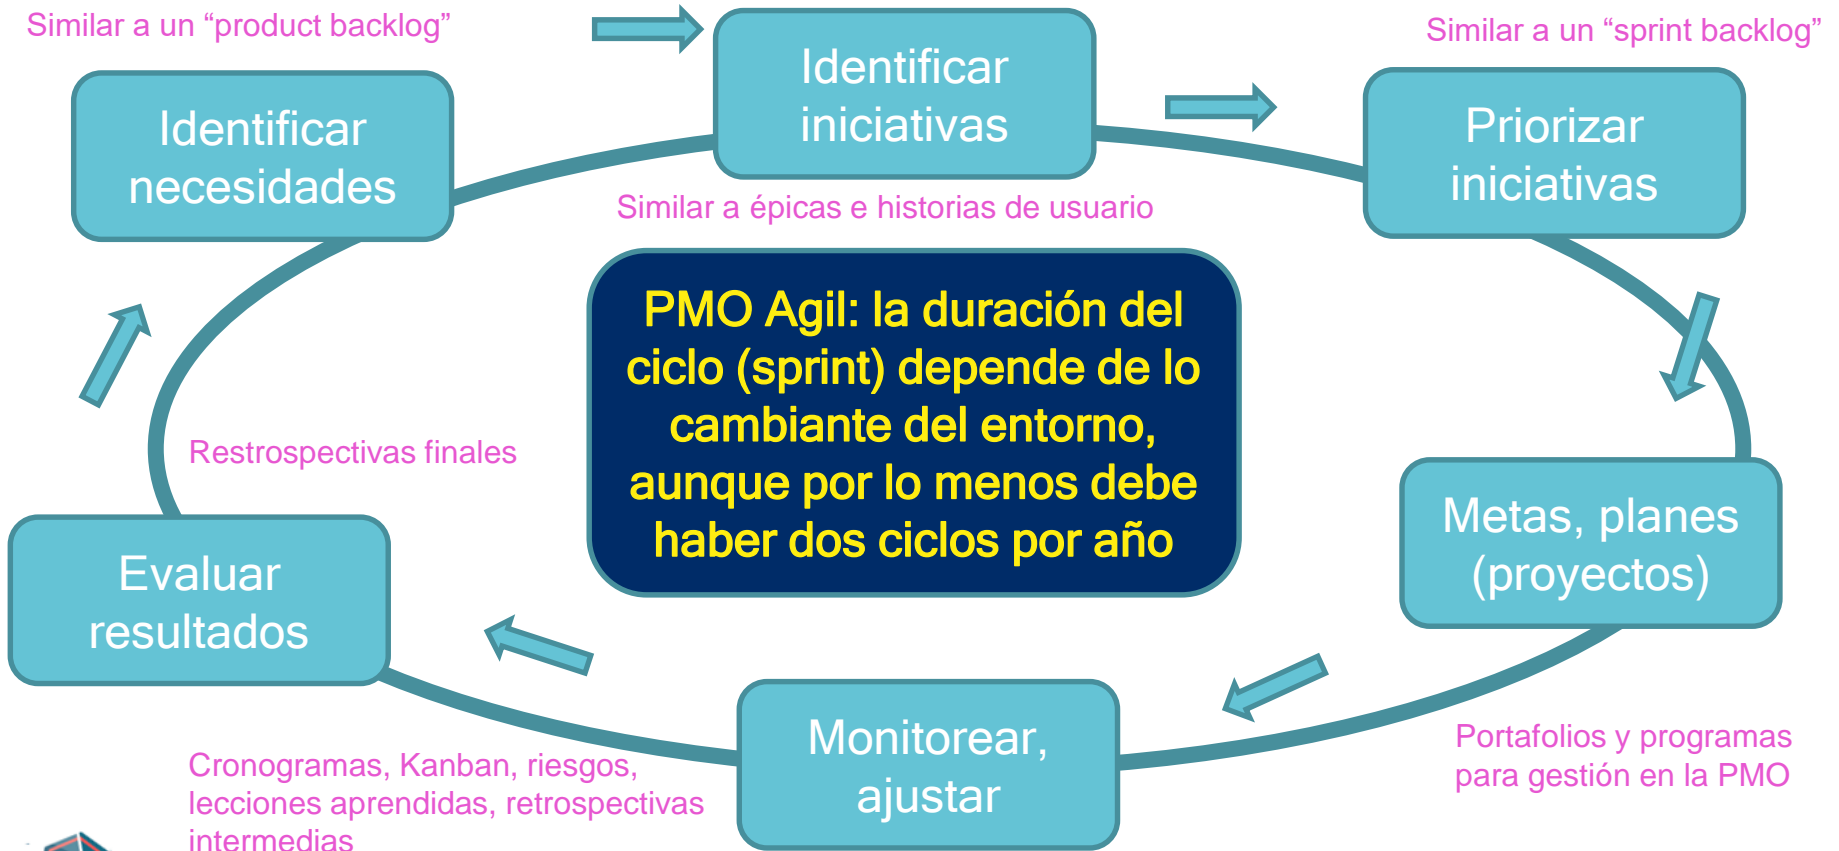 Similar a un “product backlog”
Identificar
necesidades
Identificar
iniciativas
Similar a épicas e historias de usuario
Similar a un “sprint backlog”
Priorizar
iniciativas
PMO Agil: la duración del
ciclo (sprint) depende de lo
cambiante del entorno,
aunque por lo menos debe
haber dos ciclos por año
Metas, planes
(proyectos)
Portafolios y programas
para gestión en la PMO
Monitorear,
ajustar
Cronogramas, Kanban, riesgos,
lecciones aprendidas, retrospectivas
intermedias
Evaluar
resultados
Restrospectivas finales